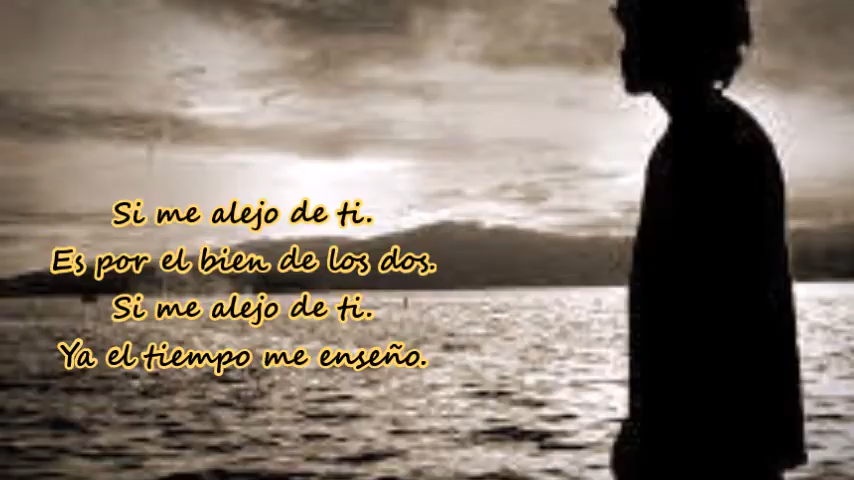 Si me alejo de ti.
Es por el bien de los dos.
Si me alejo de ti.
Ya el tiempo me enseño.